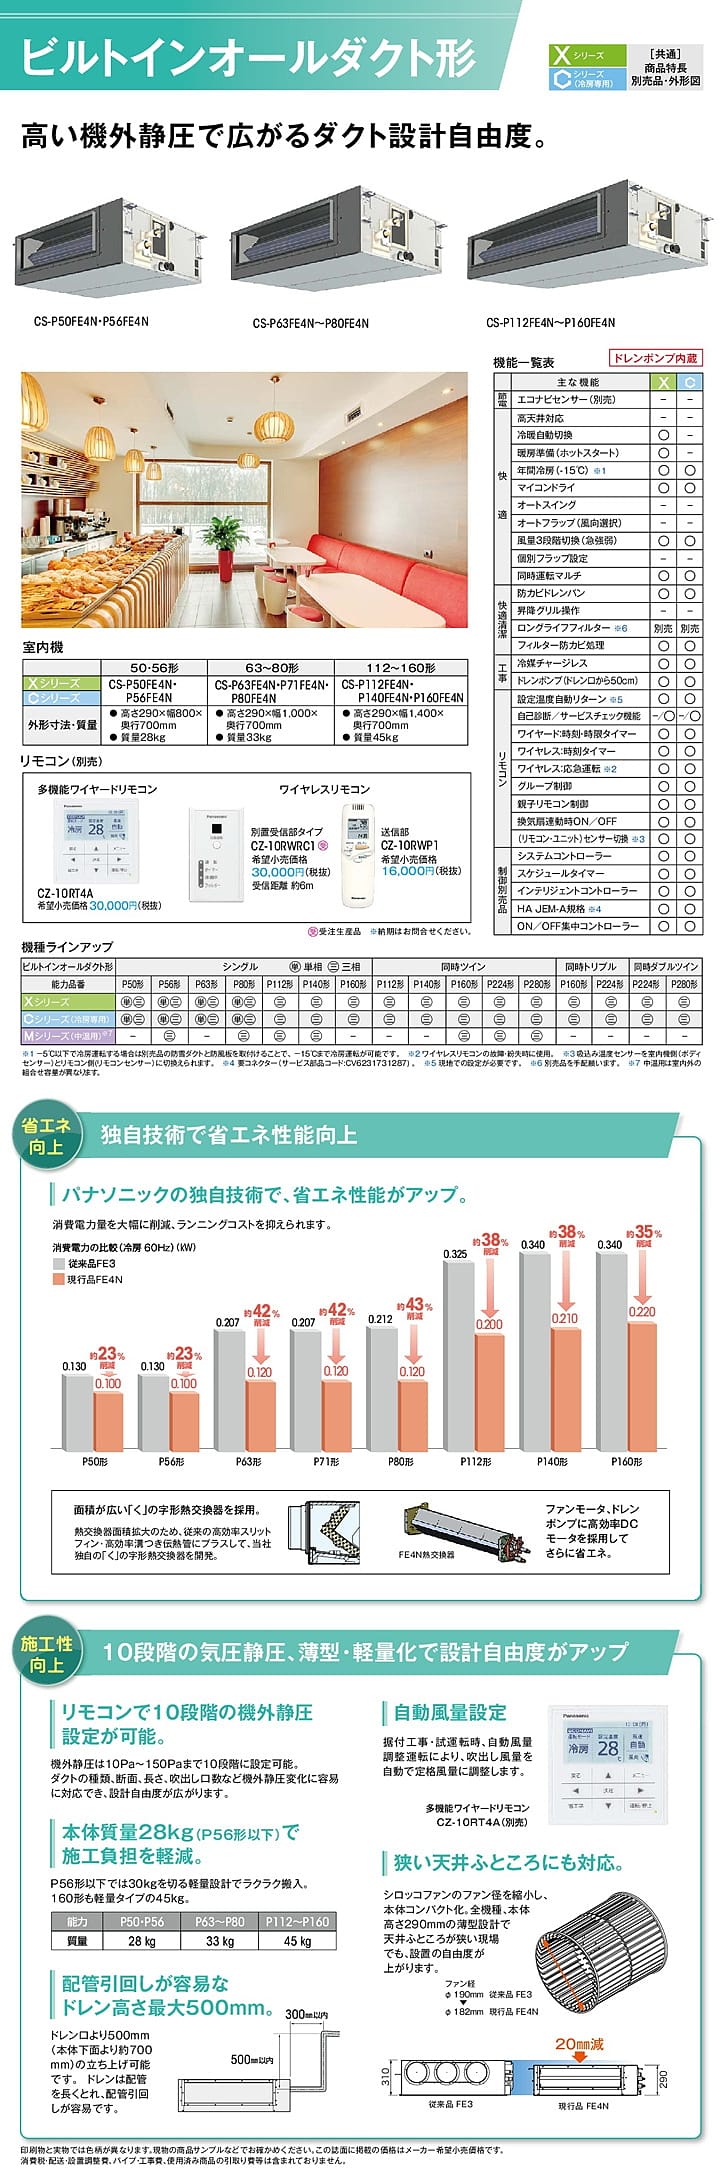 ビルトインオールダクト形
Xシリーズ
Cシリーズ
(冷房専用)
[共通]
商品特長
別売品・外形図
高い機外静圧で広がるダクト設計自由度。
CS-P50FE4N・P56FE4N
CS-P63FE4N〜P80FE4N
CS-P112FE4N〜P160FE4N
機能一覧表
ドレンポンプ内蔵
主な機能 X C
節電 エコナビセンサー(別売) − −
快適 高天井対応 − −
冷暖自動切換 ○ −
暖房準備(ホットスタート) ○ −
年間冷房(-15℃) ※1 ○ ○
マイコンドライ ○ ○
オートスイング − −
オートフラップ(風向選択) − −
風量3段階切換(急強弱) ○ ○
個別フラップ設定 − −
同時運転マルチ ○ ○
快適清潔 防カビドレンパン ○ ○
昇降グリル操作 − −
ロングライフフィルター ※6 別売 別売
フィルター防カビ処理 ○ ○
工事 冷媒チャージレス ○ ○
ドレンポンプ(ドレン口から50cm) ○ ○
リモコン 設定温度自動リターン ※5 ○ ○
自己診断/サービスチェック機能 −/○ −/○
ワイヤード:時刻・時限タイマー ○ ○
ワイヤレス:時刻タイマー ○ ○
ワイヤレス:応急運転 ※2 ○ ○
グループ制御 ○ ○
親子リモコン制御 ○ ○
換気扇連動時ON/OFF ○ ○
(リモコン・ユニット)センサー切換 ※3 ○ ○
制御別売品 システムコントローラー ○ ○
スケジュールタイマー ○ ○
インテリジェントコントローラー ○ ○
HA JEM-A規格 ※4 ○ ○
ON/OFF集中コントローラー ○ ○
室内機
50・56形 63〜80形 112〜160形
Xシリーズ
Cシリーズ
CS-P50FE4N・
P56FE4N
CS-P63FE4N・P71FE4N・
P80FE4N
CS-P112FE4N・
P140FE4N・P160FE4N
外形寸法・質量
● 高さ290×幅800×
奥行700mm
● 質量28kg
● 高さ290×幅1,000×
奥行700mm
● 質量33kg
● 高さ290×幅1,400×
奥行700mm
● 質量45kg
リモコン(別売)
多機能ワイヤードリモコン
CZ-10RT4A
希望小売価格 30,000円(税抜)
ワイヤレスリモコン
別置受信部タイプ
CZ-10RWRC1 受
希望小売価格
30,000円(税抜)
受信距離 約6m
送信部
CZ-10RWP1
希望小売価格
16,000円(税抜)
受 受注生産品 ※納期はお問合せください。
機種ラインアップ
ビルトインオールダクト形 シングル 単 単相 三 三相 同時ツイン 同時トリプル 同時ダブルツイン
能力品番 P50形 P56形 P63形 P80形 P112形 P140形 P160形 P112形 P140形 P160形 P224形 P280形 P160形 P224形 P224形 P280形
Xシリーズ 単三 単三 単三 単三 三 三 三 三 三 三 三 三 三 三 三 三
Cシリーズ(冷房専用) 単三 単三 単三 単三 三 三 三 三 三 三 三 三 三 三 三 三
Mシリーズ(中温用)※7 − 三 − 三 三 三 − − − 三 三 三 − − − −
※1 −5℃以下で冷房運転する場合は別売品の防雪ダクトと防風板を取付けることで、−15℃まで冷房運転が可能です。 ※2 ワイヤレスリモコンの故障・紛失時に使用。 ※3 吸込み温度センサーを室内機側(ボディ
センサー)とリモコン側(リモコンセンサー)に切換えられます。 ※4 要コネクター(サービス部品コード:CV6231731287)。 ※5 現地での設定が必要です。 ※6 別売品を手配願います。 ※7 中温用は室内外の
組合せ容量が異なります。
省エネ
向上
独自技術で省エネ性能向上
パナソニックの独自技術で、省エネ性能がアップ。
消費電力量を大幅に削減、ランニングコストを抑えられます。
消費電力の比較(冷房 60Hz)(kW)
従来品FE3
現行品FE4N
0.130 約23%削減 0.100 P50形
0.130 約23%削減 0.100 P56形
0.207 約42%削減 0.120 P63形
0.207 約42%削減 0.120 P71形
0.212 約43%削減 0.120 P80形
0.325 約38%削減 0.200 P112形
0.340 約38%削減 0.210 P140形
0.340 約35%削減 0.220 P160形
面積が広い「く」の字形熱交換器を採用。
熱交換器面積拡大のため、従来の高効率スリット
フィン・高効率溝つき伝熱管にプラスして、当社
独自の「く」の字形熱交換器を開発。
FE4N熱交換器
ファンモータ、ドレン
ポンプに高効率DC
モータを採用して
さらに省エネ。
施工性
向上
10段階の気圧静圧、薄型・軽量化で設計自由度がアップ
リモコンで10段階の機外静圧
設定が可能。
機外静圧は10Pa〜150Paまで10段階に設定可能。
ダクトの種類、断面、長さ、吹出し口数など機外静圧変化に容易
に対応でき、設計自由度が広がります。
本体質量28kg(P56形以下)で
施工負担を軽減。
P56形以下では30kgを切る軽量設計でラクラク搬入。
160形も軽量タイプの45kg。
能力 P50・P56 P63〜P80 P112〜P160
質量 28 kg 33 kg 45 kg
配管引回しが容易な
ドレン高さ最大500mm。
ドレン口より500mm
(本体下面より約700
mm)の立ち上げ可能
です。 ドレンは配管
を長くとれ、配管引回
しが容易です。
300mm以内
500mm以内
自動風量設定
据付工事・試運転時、自動風量
調整運転により、吹出し風量を
自動で定格風量に調整します。
多機能ワイヤードリモコン
CZ-10RT4A(別売)
Panasonic
冷房 28℃ 自動
狭い天井ふところにも対応。
シロッコファンのファン径を縮小し、
本体コンパクト化。全機種、本体
高さ290mmの薄型設計で
天井ふところが狭い現場
でも、設置の自由度が
上がります。
ファン経
φ190mm 従来品 FE3
▼
φ182mm 現行品 FE4N
20mm減
310
290
従来品 FE3
現行品 FE4N
印刷物と実物では色柄が異なります。現物の商品サンプルなどでお確かめください。この誌面に掲載の価格はメーカー希望小売価格です。
消費税・配送・設置調整費、パイプ・工事費、使用済み商品の引取り費等は含まれておりません。